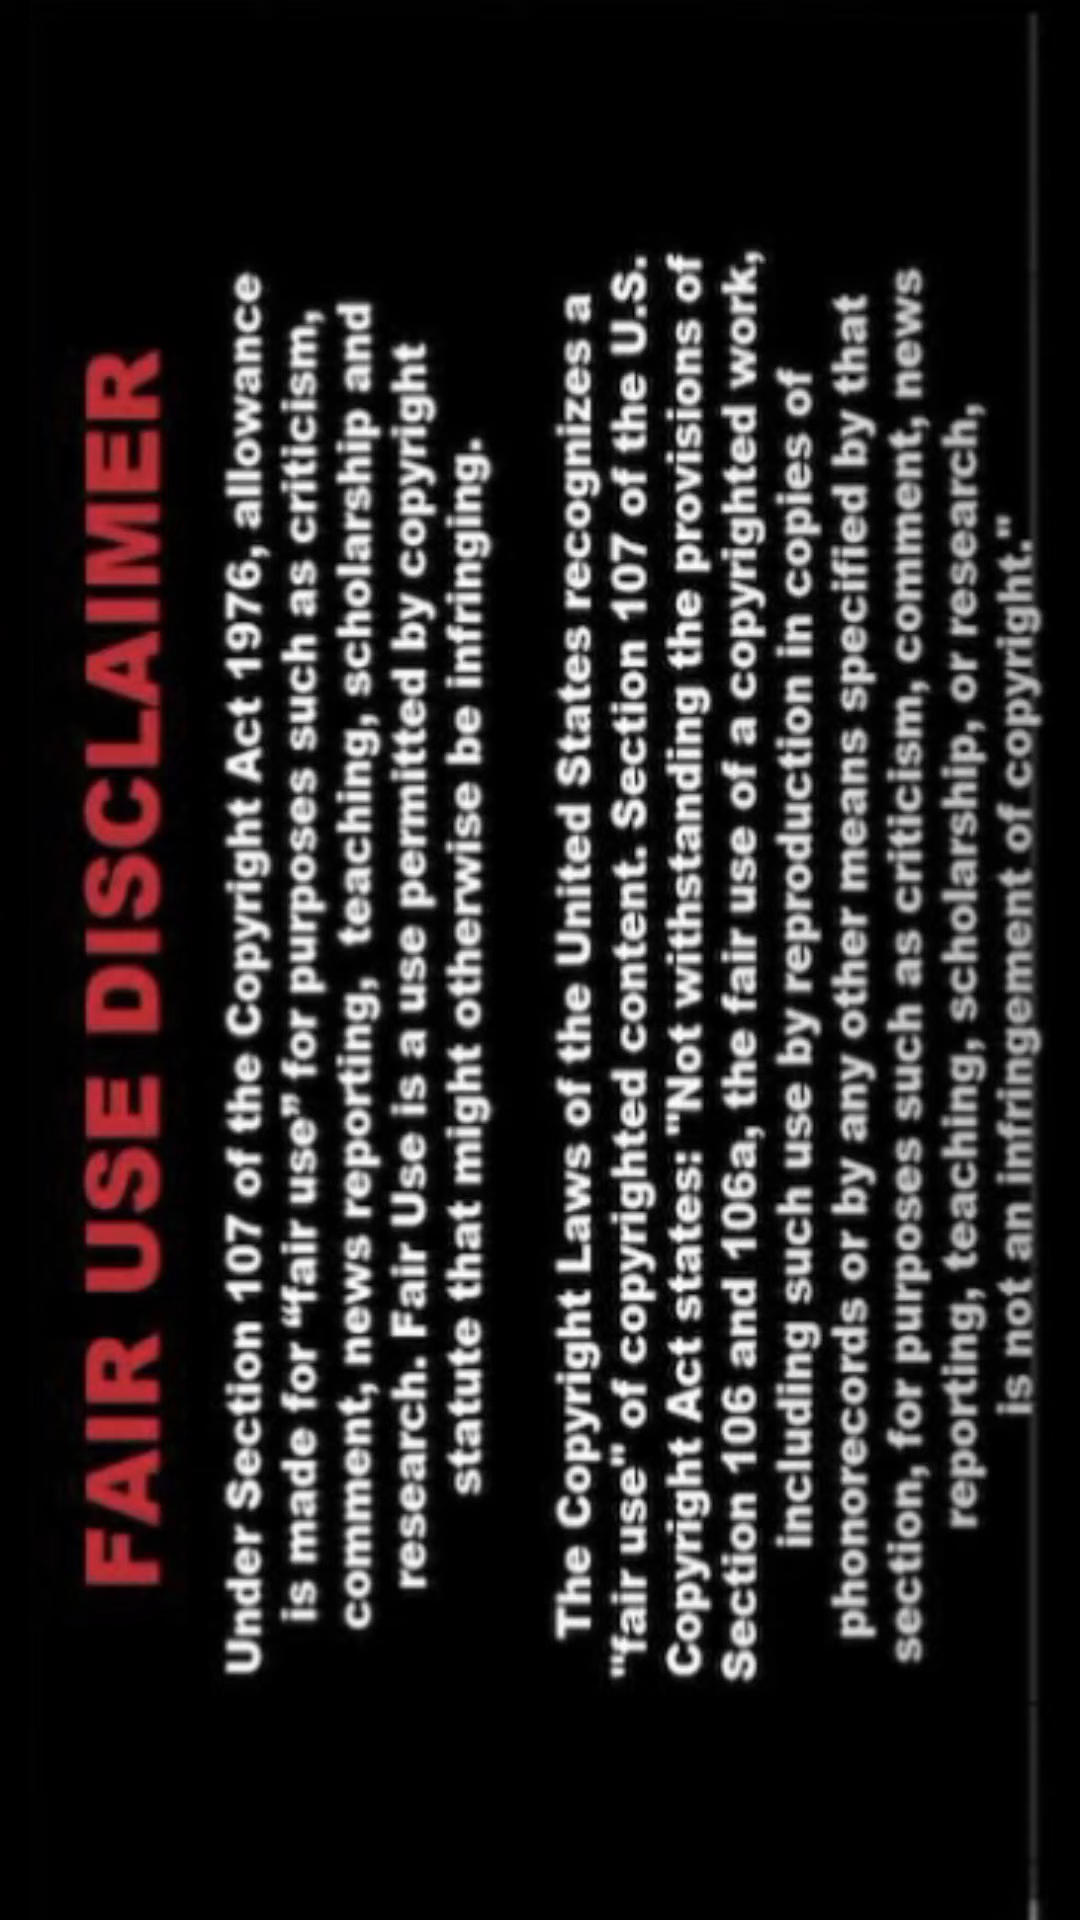 FAIR USE DISCLAIMER
Under Section 107 of the Copyright Act 1976, allowance
is made for “fair use” for purposes such as criticism,
comment, news reporting, teaching, scholarship and
research. Fair Use is a use permitted by copyright
statute that might otherwise be infringing.
The Copyright Laws of the United States recognizes a
"fair use" of copyrighted content. Section 107 of the U.S.
Copyright Act states: "Not withstanding the provisions of
Section 106 and 106a, the fair use of a copyrighted work,
including such use by reproduction in copies of
phonorecords or by any other means specified by that
section, for purposes such as criticism, comment, news
reporting, teaching, scholarship, or research,
is not an infringement of copyright."